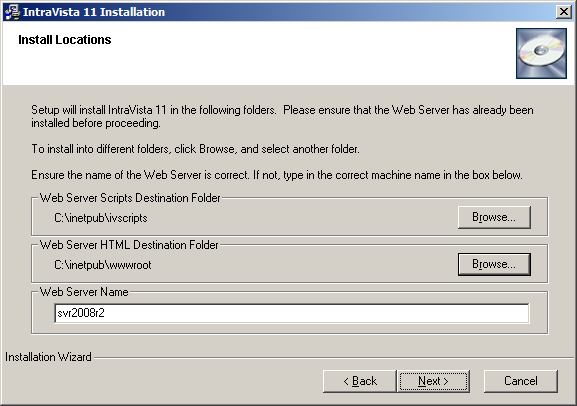 IntraVista 11 Installation
Install Locations
Setup will install IntraVista 11 in the following folders.  Please ensure that the Web Server has already been
installed before proceeding.
To install into different folders, click Browse, and select another folder.
Ensure the name of the Web Server is correct. If not, type in the correct machine name in the box below.
Web Server Scripts Destination Folder
C:\inetpub\ivscripts
Browse...
Web Server HTML Destination Folder
C:\inetpub\wwwroot
Browse...
Web Server Name
svr2008r2
Installation Wizard
< Back
Next >
Cancel